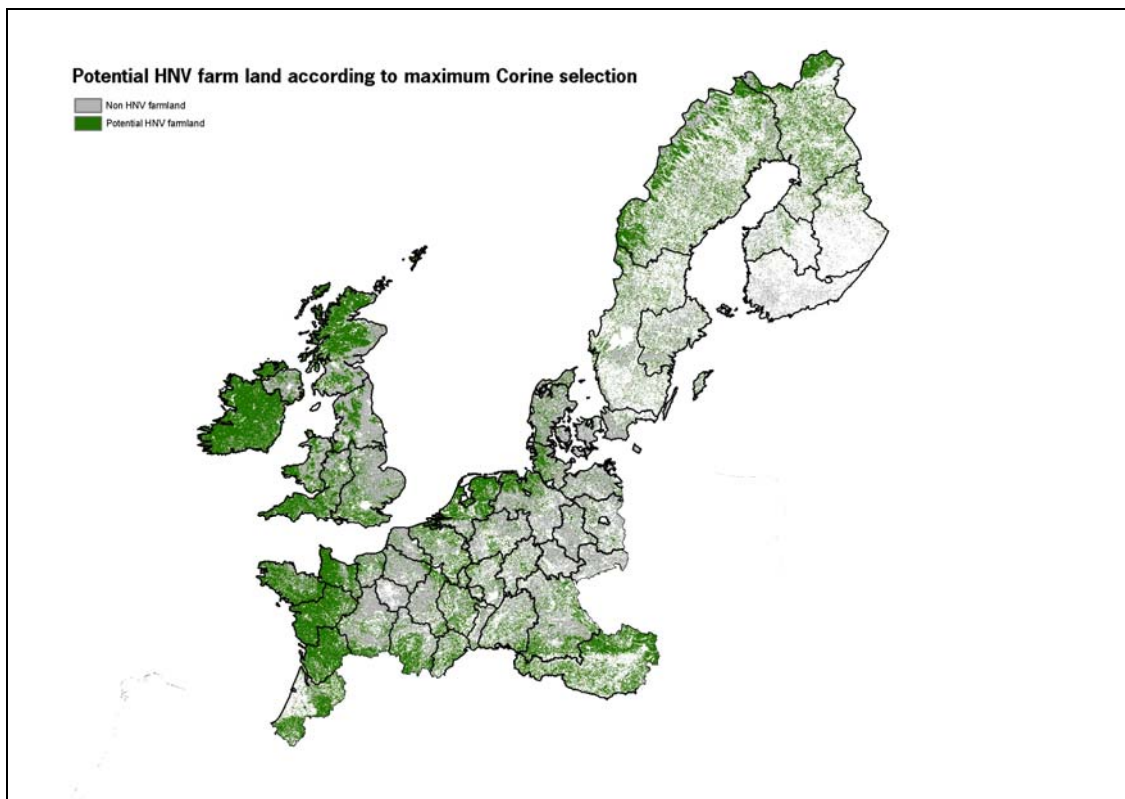 Potential HNV farm land according to maximum Corine selection
Non HNV farmland
Potential HNV farmland